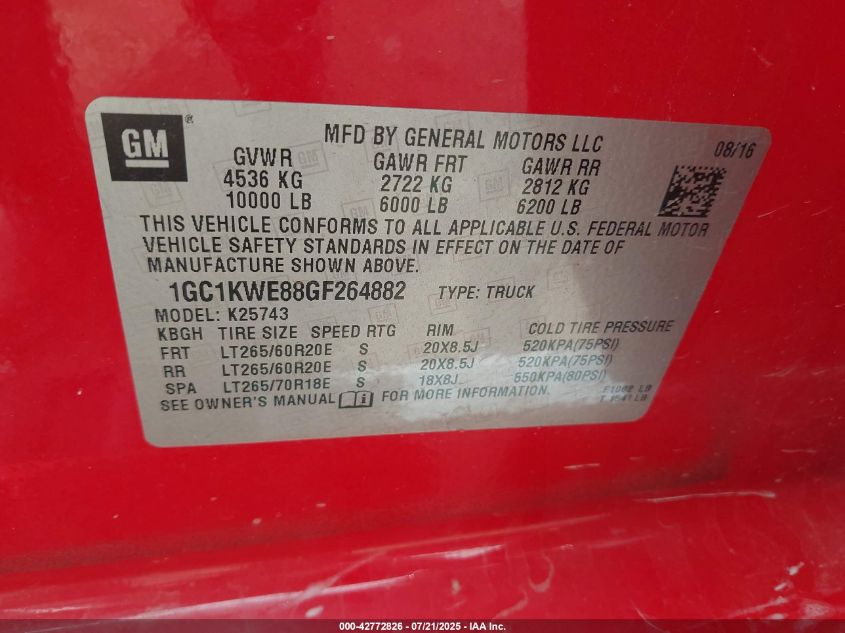 GM ®
MFD BY GENERAL MOTORS LLC 08/16
GVWR GAWR FRT GAWR RR
4536 KG 2722 KG 2812 KG
10000 LB 6000 LB 6200 LB
THIS VEHICLE CONFORMS TO ALL APPLICABLE U.S. FEDERAL MOTOR
VEHICLE SAFETY STANDARDS IN EFFECT ON THE DATE OF
MANUFACTURE SHOWN ABOVE.
1GC1KWE88GF264882 TYPE: TRUCK
MODEL: K25743
KBGH TIRE SIZE SPEED RTG RIM COLD TIRE PRESSURE
FRT LT265/60R20E S 20X8.5J 520KPA(75PSI)
RR LT265/60R20E S 20X8.5J 520KPA(75PSI)
SPA LT265/70R18E S 18X8J 550KPA(80PSI)
SEE OWNER'S MANUAL FOR MORE INFORMATION.
T 1541 LB
000-42772826 - 07/21/2025 - IAA Inc.